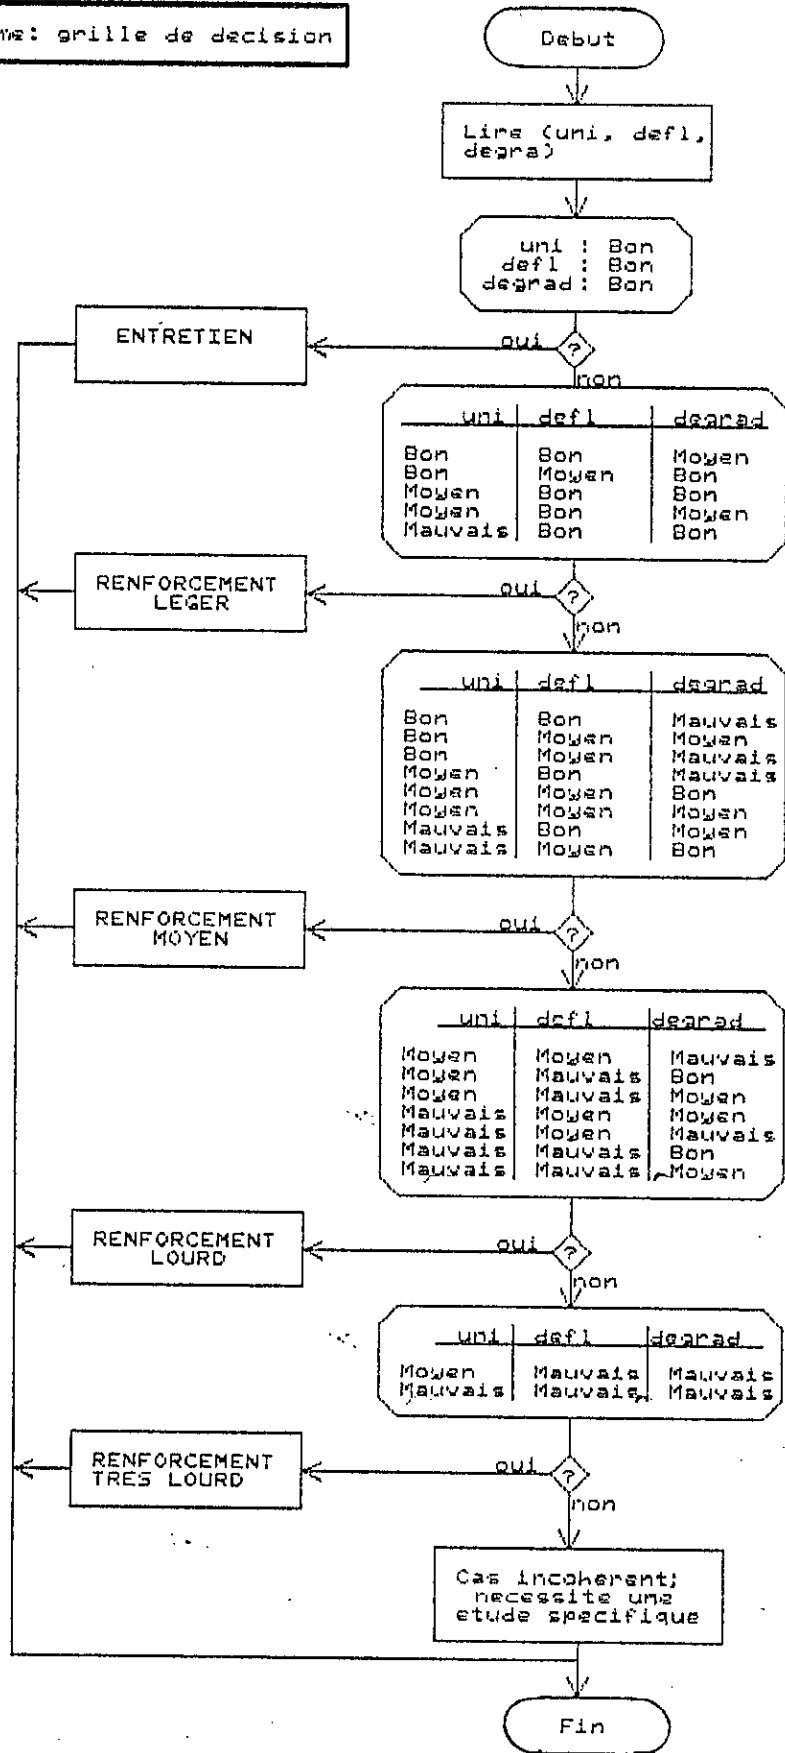 me: grille de decision
Debut
Lire (uni, defl,
degra)
uni : Bon
defl : Bon
degrad: Bon
ENTRETIEN
oui ?
non
uni defl degrad
Bon Bon Moyen
Bon Moyen Bon
Moyen Bon Bon
Moyen Bon Moyen
Mauvais Bon Bon
RENFORCEMENT
LEGER
oui ?
non
uni defl degrad
Bon Bon Mauvais
Bon Moyen Moyen
Bon Moyen Mauvais
Moyen Bon Mauvais
Moyen Moyen Bon
Moyen Moyen Moyen
Mauvais Bon Moyen
Mauvais Moyen Bon
RENFORCEMENT
MOYEN
oui ?
non
uni defl degrad
Moyen Moyen Mauvais
Moyen Mauvais Bon
Moyen Mauvais Moyen
Mauvais Moyen Moyen
Mauvais Moyen Mauvais
Mauvais Mauvais Bon
Mauvais Mauvais Moyen
RENFORCEMENT
LOURD
oui ?
non
uni defl degrad
Moyen Mauvais Mauvais
Mauvais Mauvais Mauvais
RENFORCEMENT
TRES LOURD
oui ?
non
Cas incoherent;
necessite une
etude specifique
Fin